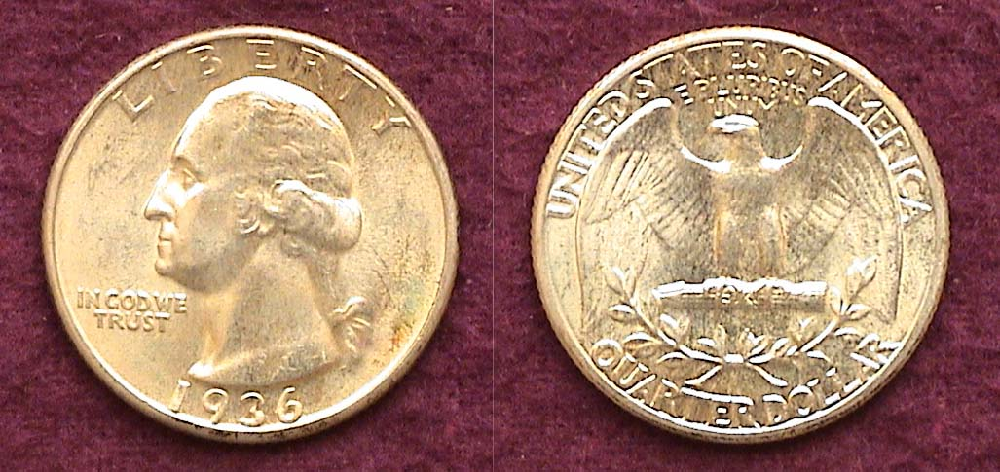 LIBERTY
IN GOD WE
TRUST
1936
UNITED STATES OF AMERICA
E PLURIBUS
UNUM
QUARTER DOLLAR